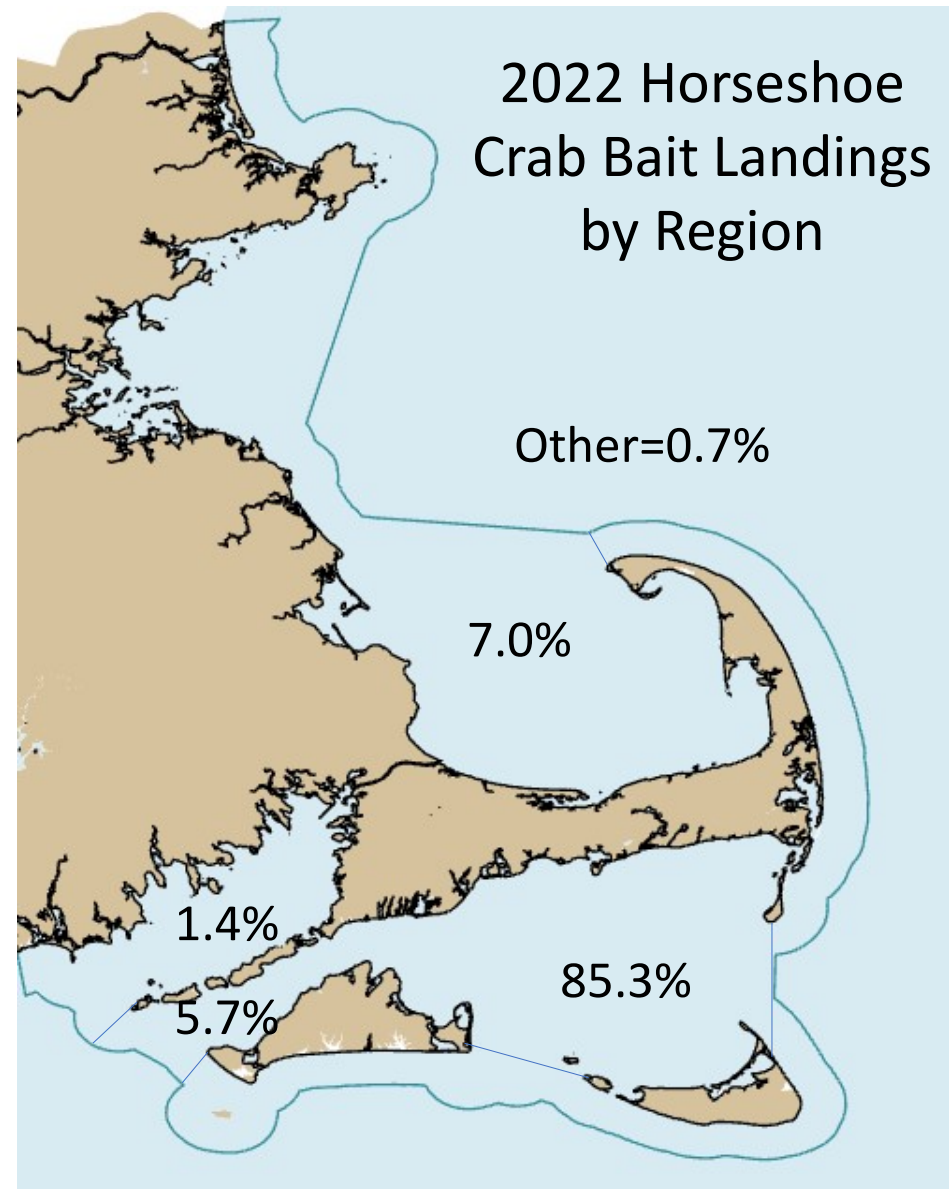 2022 Horseshoe
Crab Bait Landings
by Region
Other=0.7%
7.0%
1.4%
85.3%
5.7%